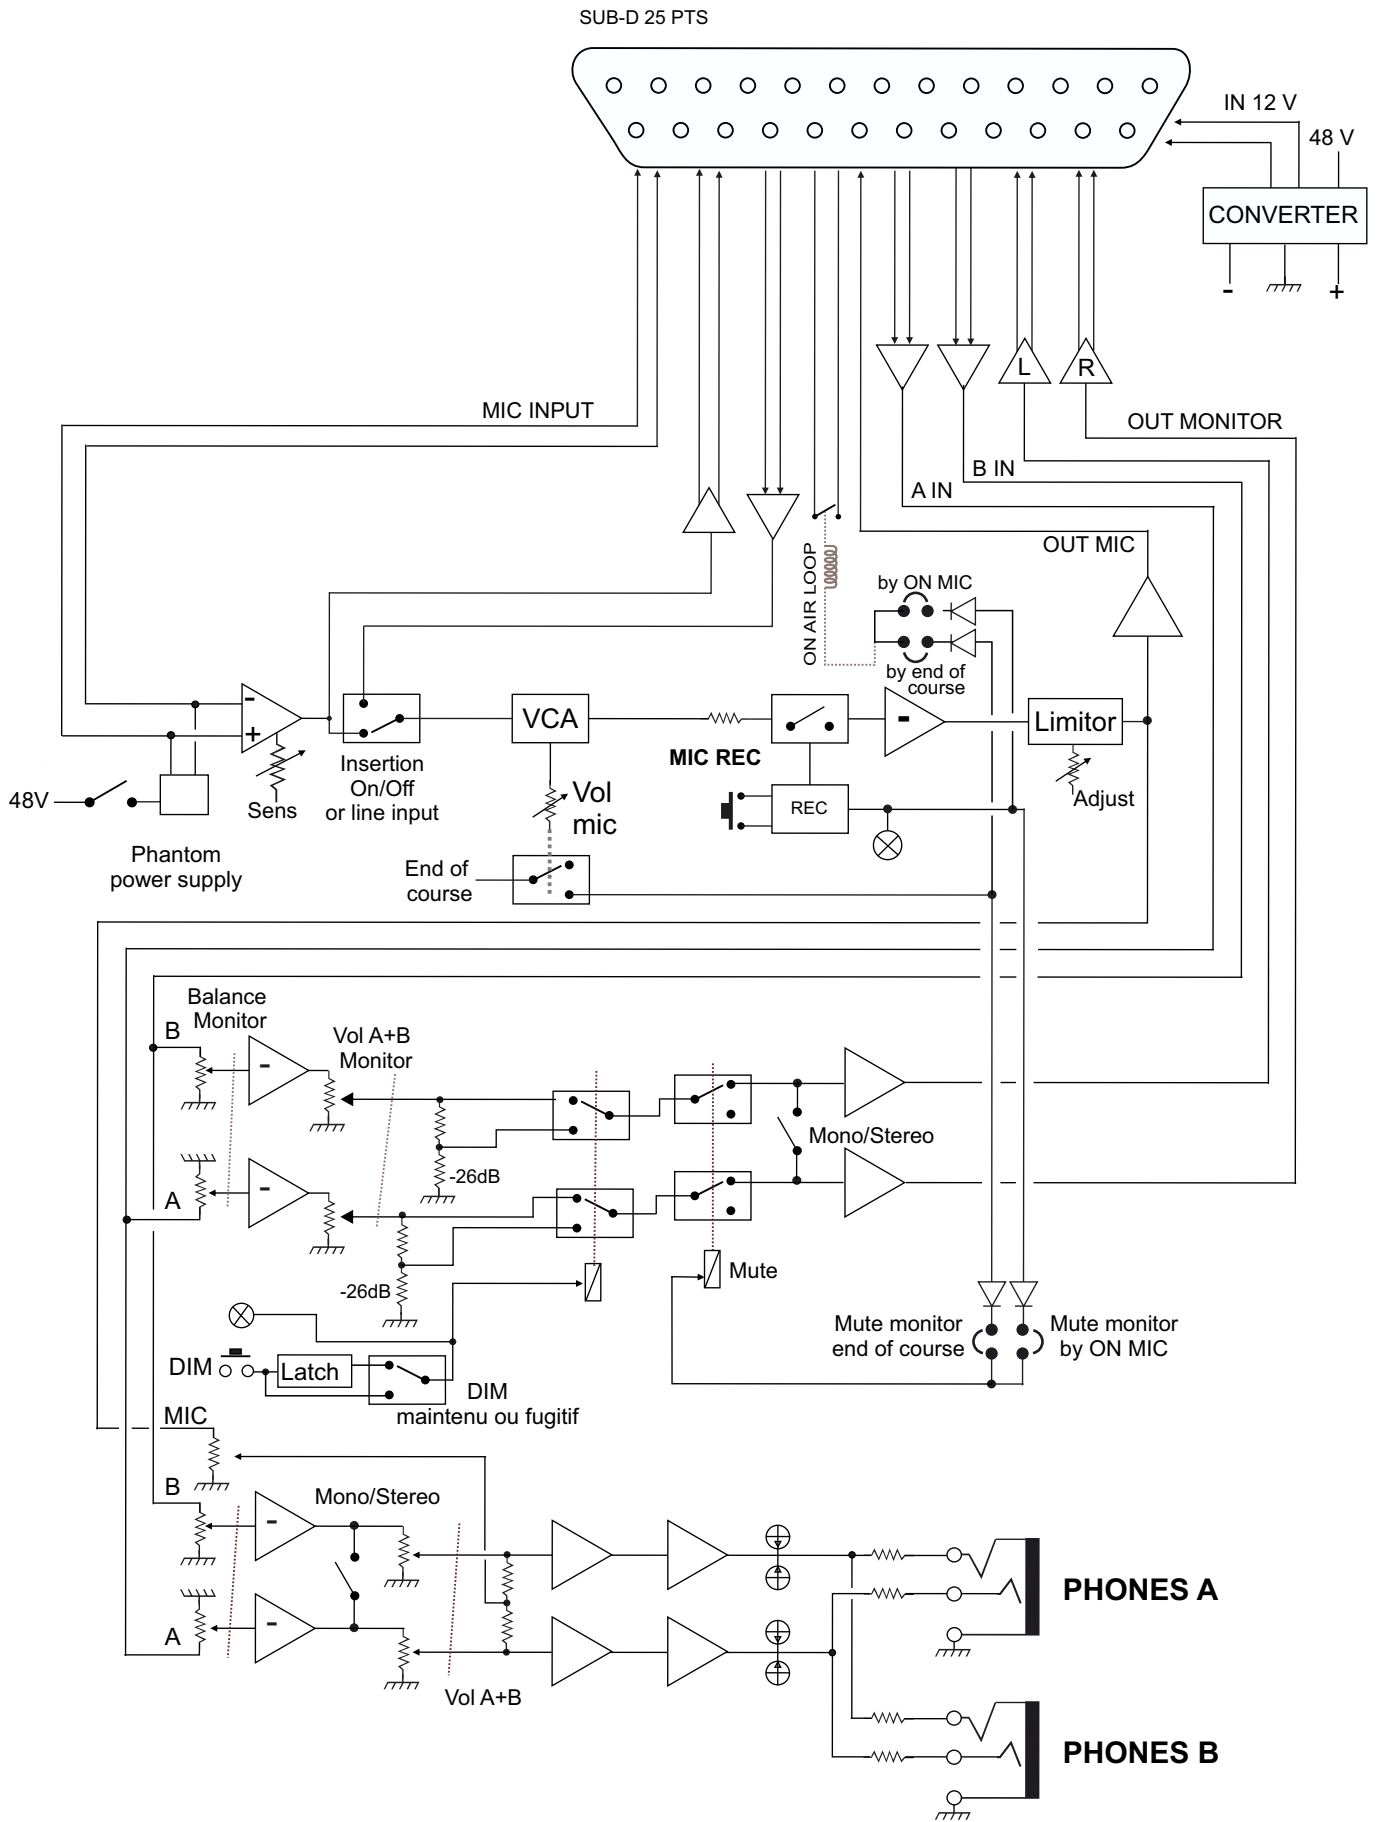 SUB-D 25 PTS
IN 12 V
48 V
CONVERTER
-
+
L
R
MIC INPUT
OUT MONITOR
B IN
A IN
OUT MIC
ON AIR LOOP
by ON MIC
by end of
course
-
+
VCA
-
Limitor
MIC REC
Insertion
On/Off
or line input
Sens
48V
Vol
mic
REC
Adjust
Phantom
power supply
End of
course
Balance
Monitor
B
Vol A+B
Monitor
-
Mono/Stereo
-26dB
A
-
Mute
-26dB
Mute monitor
end of course
Mute monitor
by ON MIC
DIM
Latch
DIM
maintenu ou fugitif
MIC
B
Mono/Stereo
-
PHONES A
A
-
Vol A+B
PHONES B